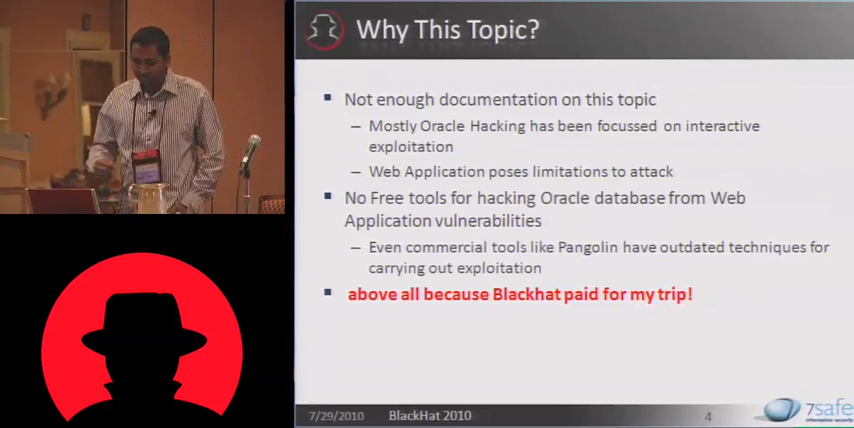 Why This Topic?
Not enough documentation on this topic
– Mostly Oracle Hacking has been focussed on interactive
exploitation
– Web Application poses limitations to attack
No Free tools for hacking Oracle database from Web
Application vulnerabilities
– Even commercial tools like Pangolin have outdated techniques for
carrying out exploitation
above all because Blackhat paid for my trip!
7/29/2010 BlackHat 2010 4
7safe
information security